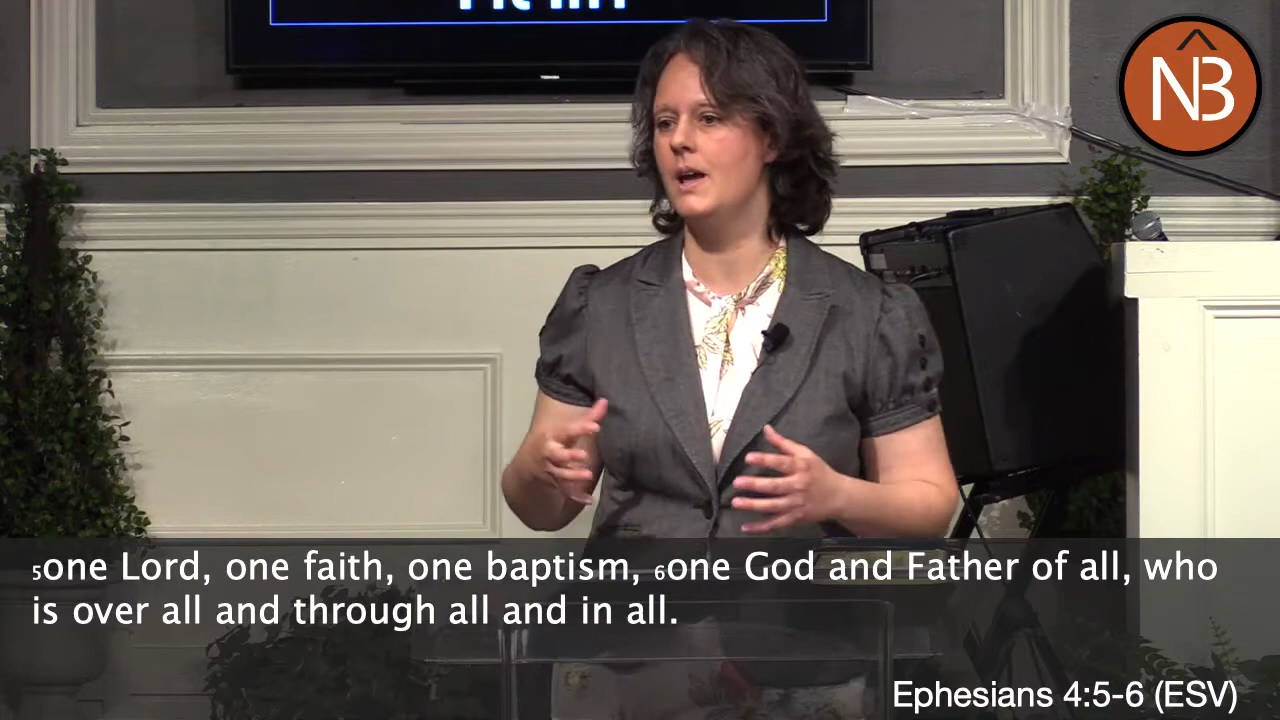 TOSHIBA
NB
5one Lord, one faith, one baptism, 6one God and Father of all, who
is over all and through all and in all.
Ephesians 4:5-6 (ESV)